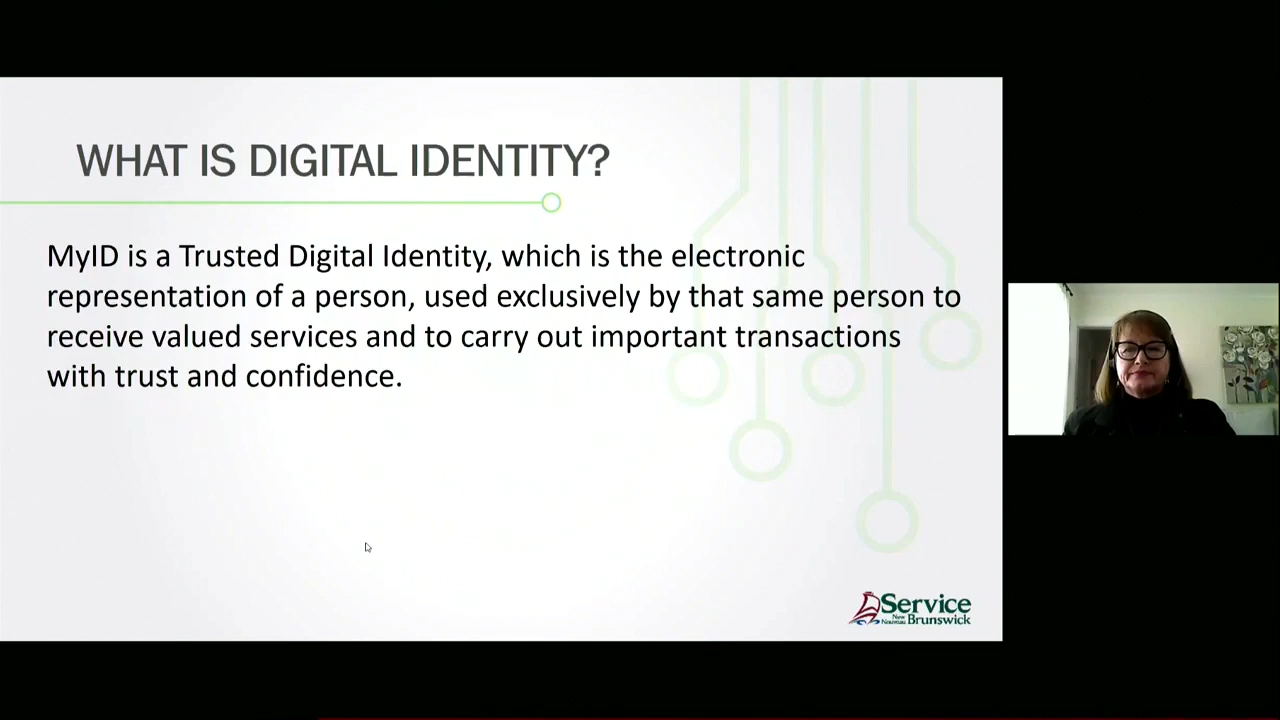 WHAT IS DIGITAL IDENTITY?
MyID is a Trusted Digital Identity, which is the electronic
representation of a person, used exclusively by that same person to
receive valued services and to carry out important transactions
with trust and confidence.
Service
New
Nouveau Brunswick